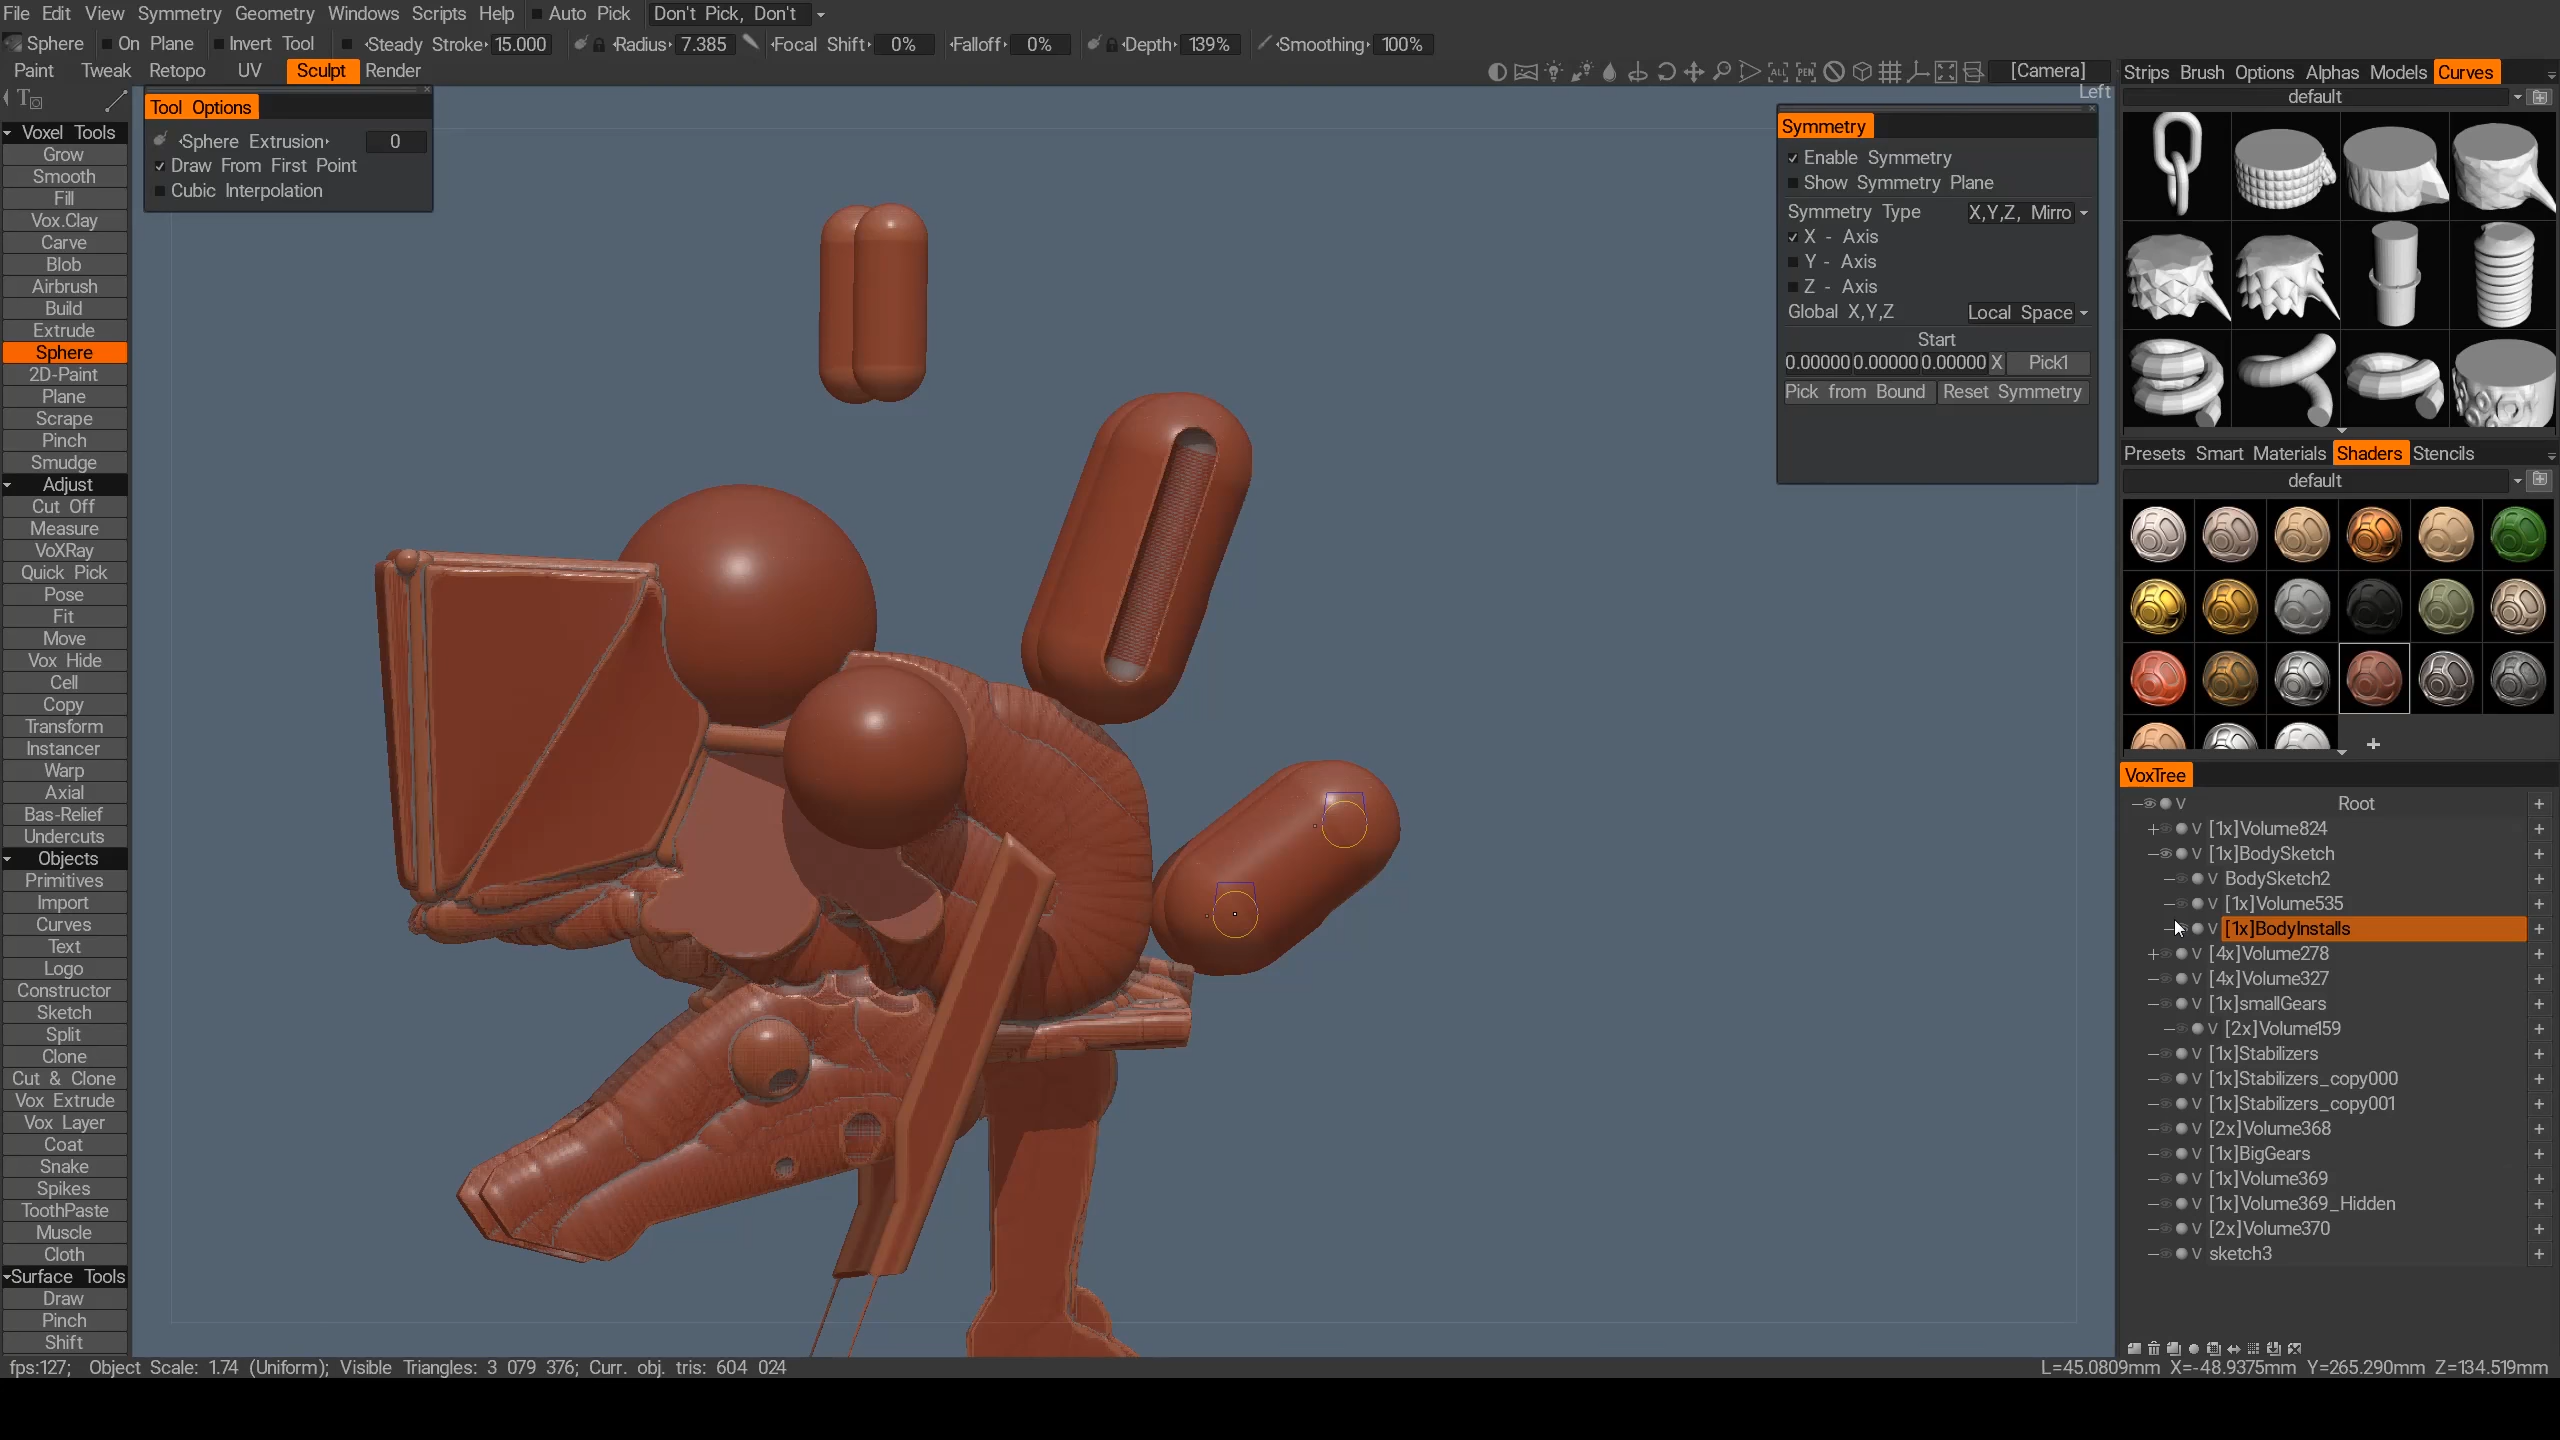 File Edit View Symmetry Geometry Windows Scripts Help Auto Pick Don't Pick, Don't
Sphere On Plane Invert Tool Steady Stroke 15.000 Radius 7.385 Focal Shift 0% Falloff 0% Depth 139% Smoothing 100%
Paint Tweak Retopo UV Sculpt Render [Camera]
Left
Voxel Tools
Grow
Smooth
Fill
Vox.Clay
Carve
Blob
Airbrush
Build
Extrude
Sphere
2D-Paint
Plane
Scrape
Pinch
Smudge
Adjust
Cut Off
Measure
VoXRay
Quick Pick
Pose
Fit
Move
Vox Hide
Cell
Copy
Transform
Instancer
Warp
Axial
Bas-Relief
Undercuts
Objects
Primitives
Import
Curves
Text
Logo
Constructor
Sketch
Split
Clone
Cut & Clone
Vox Extrude
Vox Layer
Coat
Snake
Spikes
ToothPaste
Muscle
Cloth
Surface Tools
Draw
Pinch
Shift
Tool Options
Sphere Extrusion 0
Draw From First Point
Cubic Interpolation
Symmetry
Enable Symmetry
Show Symmetry Plane
Symmetry Type X,Y,Z, Mirro
X - Axis
Y - Axis
Z - Axis
Global X,Y,Z Local Space
Start
0.00000 0.00000 0.00000 X Pick1
Pick from Bound Reset Symmetry
Strips Brush Options Alphas Models Curves
default
Presets Smart Materials Shaders Stencils
default
+
VoxTree
V Root +
+ V [1x]Volume824 +
V [1x]BodySketch +
V BodySketch2 +
V [1x]Volume535 +
V [1x]BodyInstalls +
+ V [4x]Volume278 +
V [4x]Volume327 +
V [1x]smallGears +
V [2x]Volume159 +
V [1x]Stabilizers +
V [1x]Stabilizers_copy000 +
V [1x]Stabilizers_copy001 +
V [2x]Volume368 +
V [1x]BigGears +
V [1x]Volume369 +
V [1x]Volume369_Hidden +
V [2x]Volume370 +
V sketch3 +
fps:127; Object Scale: 1.74 (Uniform); Visible Triangles: 3 079 376; Curr. obj. tris: 604 024
L=45.0809mm X=-48.9375mm Y=265.290mm Z=134.519mm